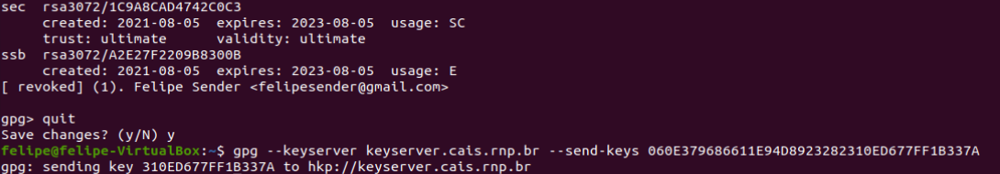 sec  rsa3072/1C9A8CAD4742C0C3
     created: 2021-08-05  expires: 2023-08-05  usage: SC
     trust: ultimate      validity: ultimate
ssb  rsa3072/A2E27F2209B8300B
     created: 2021-08-05  expires: 2023-08-05  usage: E
[ revoked] (1). Felipe Sender <felipesender@gmail.com>

gpg> quit
Save changes? (y/N) y
felipe@felipe-VirtualBox:~$ gpg --keyserver keyserver.cais.rnp.br --send-keys 060E379686611E94D8923282310ED677FF1B337A
gpg: sending key 310ED677FF1B337A to hkp://keyserver.cais.rnp.br